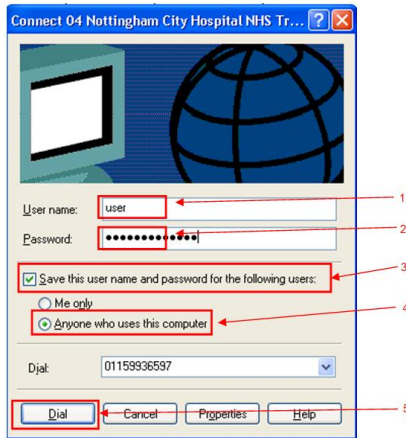 Connect 04 Nottingham City Hospital NHS Tr...
User name: user 1
Password: ●●●●●●●●●●●●● 2
Save this user name and password for the following users: 3
Me only
Anyone who uses this computer 4
Dial: 01159936597
Dial Cancel Properties Help 5